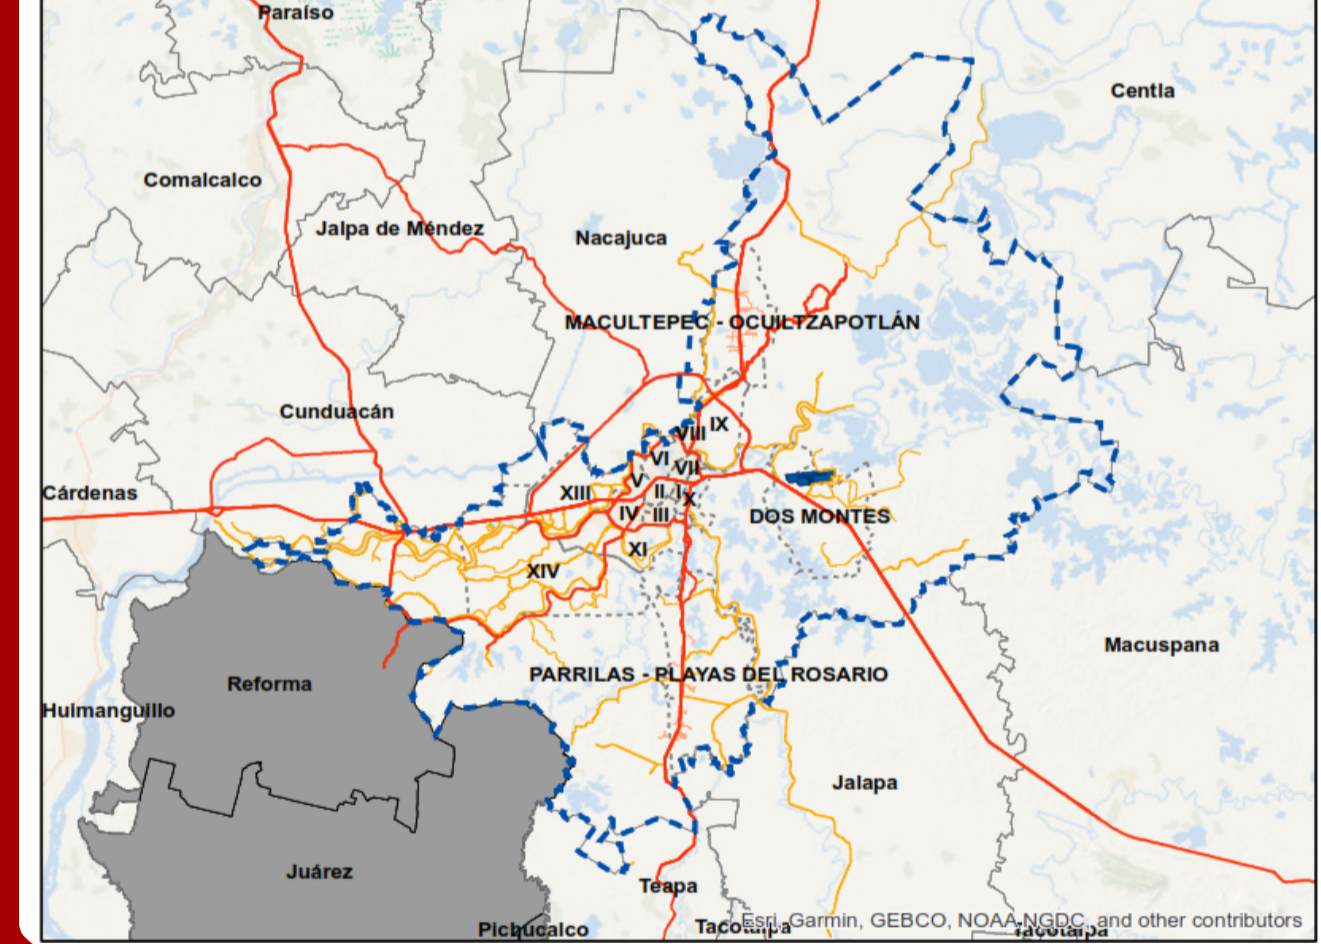 Paraíso
Centla
Comalcalco
Jalpa de Méndez
Nacajuca
MACULTEPEC - OCUILTZAPOTLÁN
Cunduacán
IX
VIII
VI
VII
V
Cárdenas
XIII
II
I
X
IV
III
DOS MONTES
XI
XIV
Macuspana
PARRILAS - PLAYAS DEL ROSARIO
Reforma
Huimanguillo
Jalapa
Juárez
Teapa
Esri, Garmin, GEBCO, NOAA NGDC, and other contributors
Pichucalco
Tacotalpa
Tacotalpa